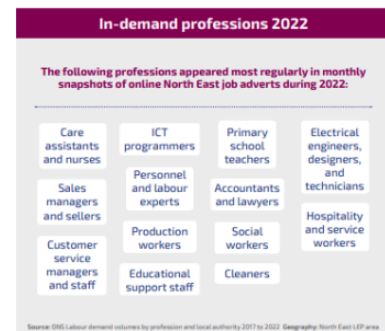 In-demand professions 2022
The following professions appeared most regularly in monthly
snapshots of online North East job adverts during 2022:
Care
assistants
and nurses
Sales
managers
and sellers
Customer
service
managers
and staff
ICT
programmers
Personnel
and labour
experts
Production
workers
Educational
support staff
Primary
school
teachers
Accountants
and lawyers
Social
workers
Cleaners
Electrical
engineers,
designers,
and
technicians
Hospitality
and service
workers
Source: ONS Labour demand volumes by profession and local authority 2017 to 2022 Geography: North East LEP area